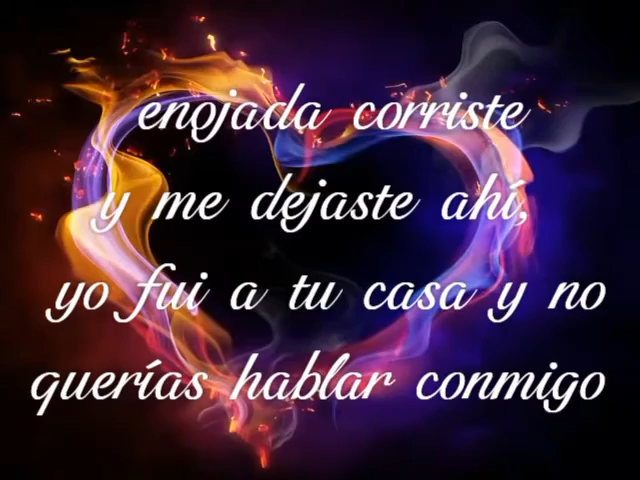 enojada corriste
y me dejaste ahí,
yo fui a tu casa y no
querías hablar conmigo